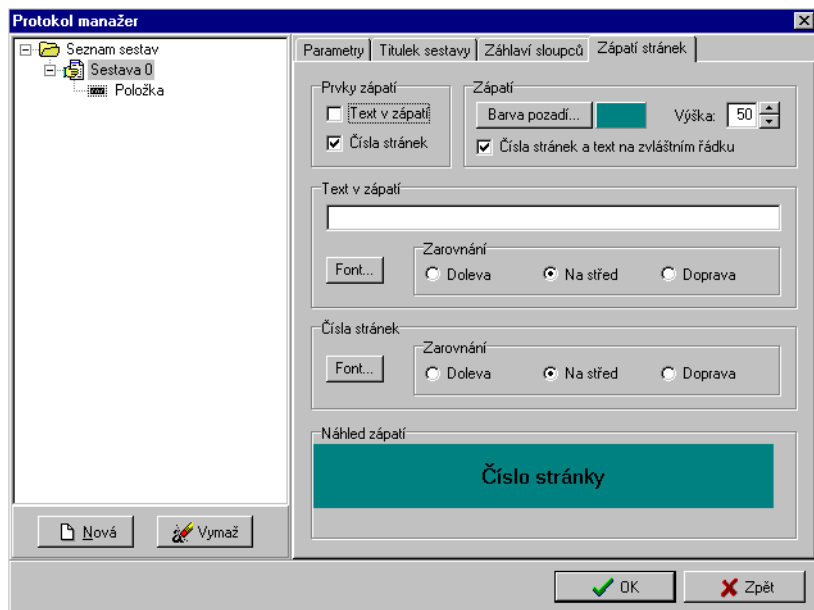 Protokol manažer
Seznam sestav
Sestava 0
Položka
Nová
Vymaž
Parametry
Titulek sestavy
Záhlaví sloupců
Zápatí stránek
Prvky zápatí
Text v zápatí
Čísla stránek
Zápatí
Barva pozadí...
Výška: 50
Čísla stránek a text na zvláštním řádku
Text v zápatí
Font...
Zarovnání
Doleva
Na střed
Doprava
Čísla stránek
Font...
Zarovnání
Doleva
Na střed
Doprava
Náhled zápatí
Číslo stránky
OK
Zpět